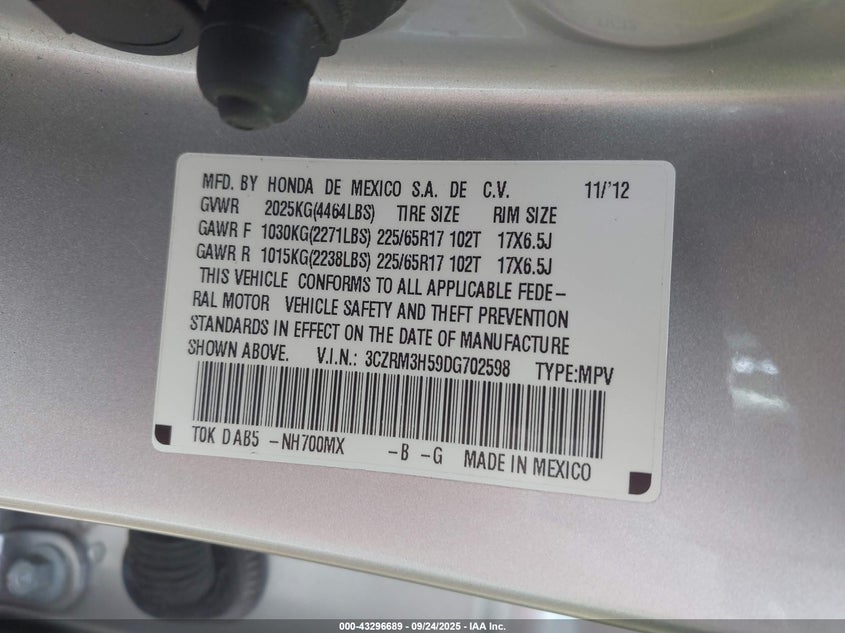 MFD. BY HONDA DE MEXICO S.A. DE C.V. 11/'12
GVWR 2025KG(4464LBS) TIRE SIZE RIM SIZE
GAWR F 1030KG(2271LBS) 225/65R17 102T 17X6.5J
GAWR R 1015KG(2238LBS) 225/65R17 102T 17X6.5J
THIS VEHICLE CONFORMS TO ALL APPLICABLE FEDE-
RAL MOTOR VEHICLE SAFETY AND THEFT PREVENTION
STANDARDS IN EFFECT ON THE DATE OF MANUFACTURE
SHOWN ABOVE. V.I.N.: 3CZRM3H59DG702598 TYPE:MPV
T0K D AB5 -NH700MX -B -G MADE IN MEXICO
000-43296689 - 09/24/2025 - IAA Inc.